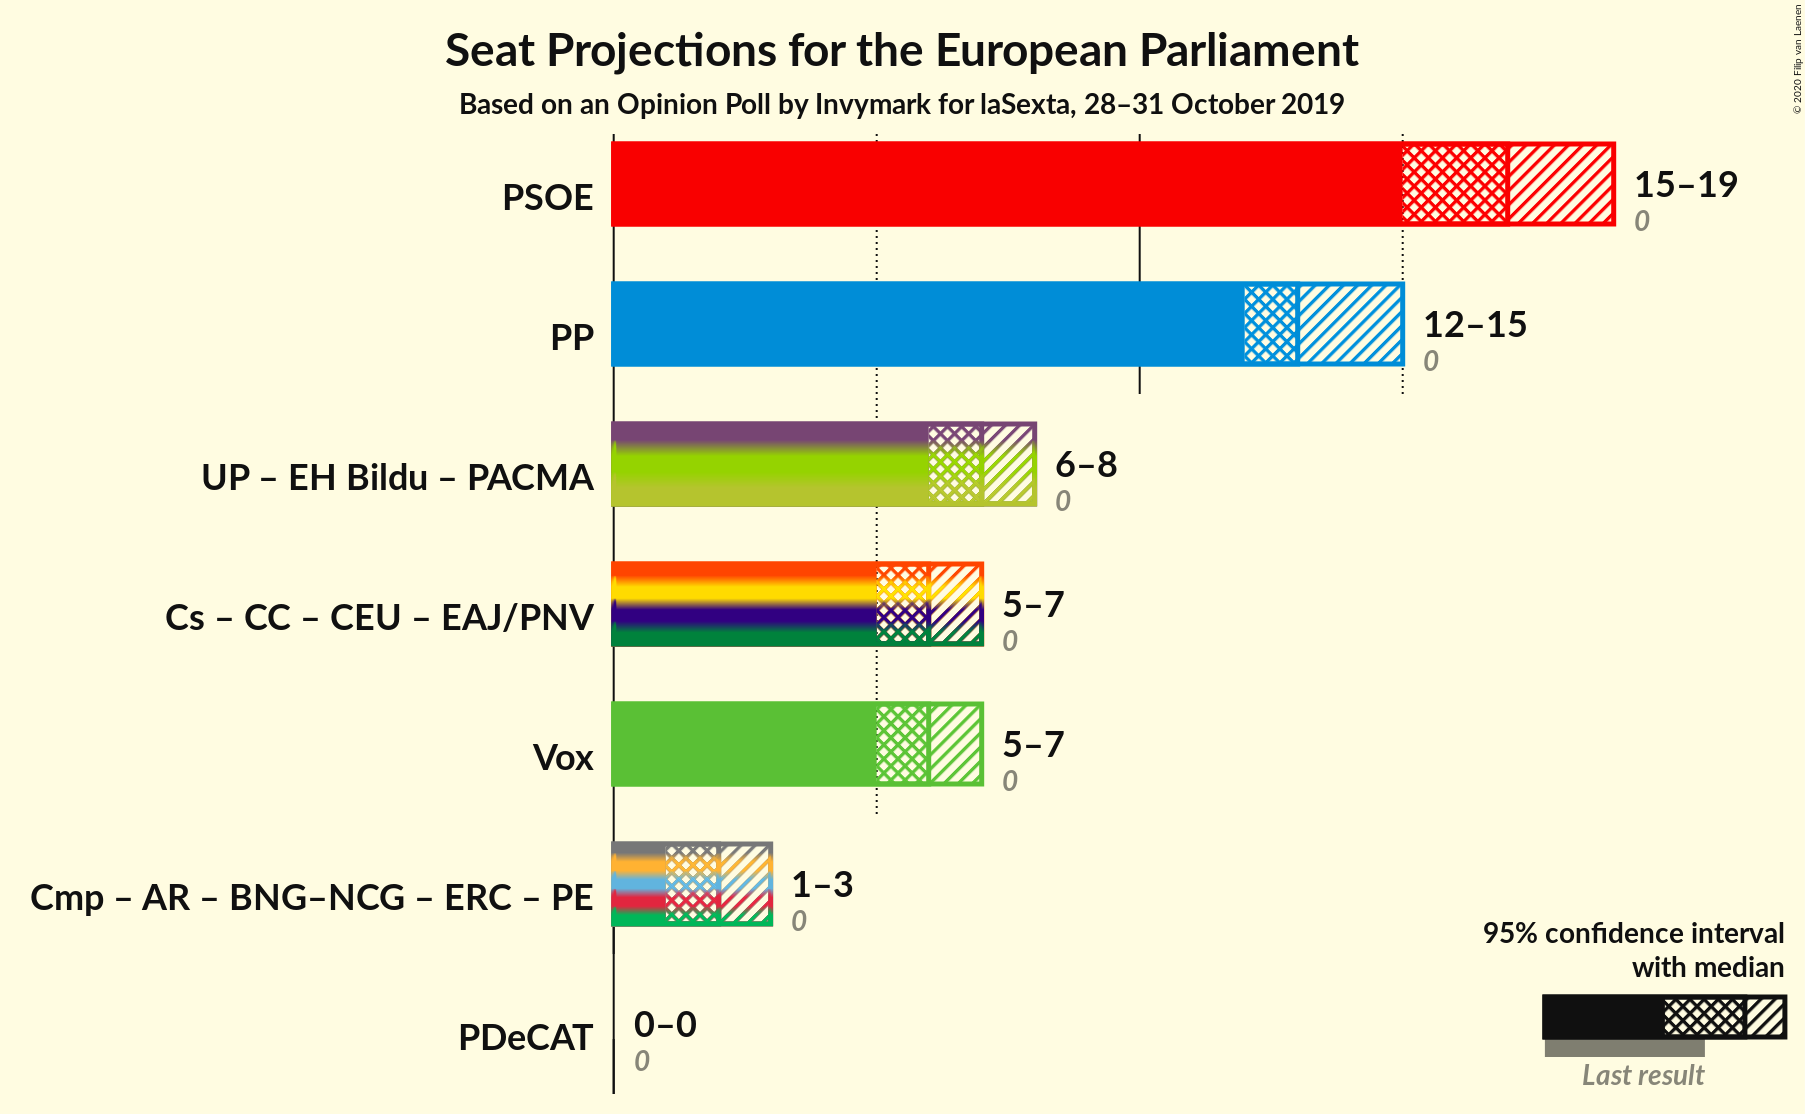 Seat Projections for the European Parliament
Based on an Opinion Poll by Invymark for laSexta, 28–31 October 2019
© 2020 Filip van Laenen
PSOE
15–19
0
PP
12–15
0
UP – EH Bildu – PACMA
6–8
0
Cs – CC – CEU – EAJ/PNV
5–7
0
Vox
5–7
0
Cmp – AR – BNG–NCG – ERC – PE
1–3
0
PDeCAT
0–0
0
95% confidence interval
with median
Last result